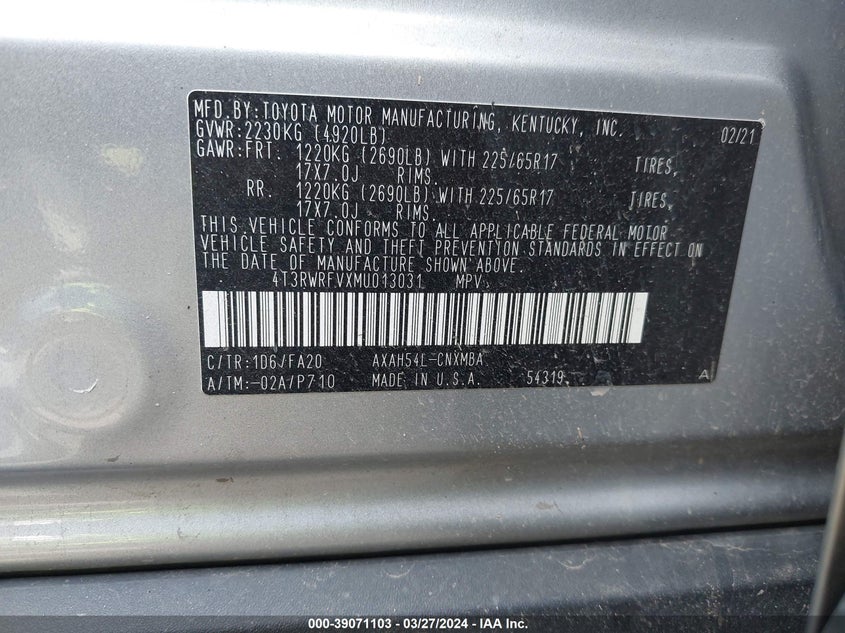 MFD.BY:TOYOTA MOTOR MANUFACTURING, KENTUCKY, INC. 02/21
GVWR:2230KG (4920LB)
GAWR:FRT. 1220KG (2690LB) WITH 225/65R17 TIRES,
17X7.0J RIMS.
RR. 1220KG (2690LB) WITH 225/65R17 TIRES,
17X7.0J RIMS.
THIS VEHICLE CONFORMS TO ALL APPLICABLE FEDERAL MOTOR
VEHICLE SAFETY AND THEFT PREVENTION STANDARDS IN EFFECT ON
THE DATE OF MANUFACTURE SHOWN ABOVE.
4T3RWRFVXMU013031 MPV
C/TR:1D6/FA20 AXAH54L-CNXMBA
A/TM:-02A/P710 MADE IN U.S.A. 54319 A
000-39071103 — 03/27/2024 — IAAI.COM